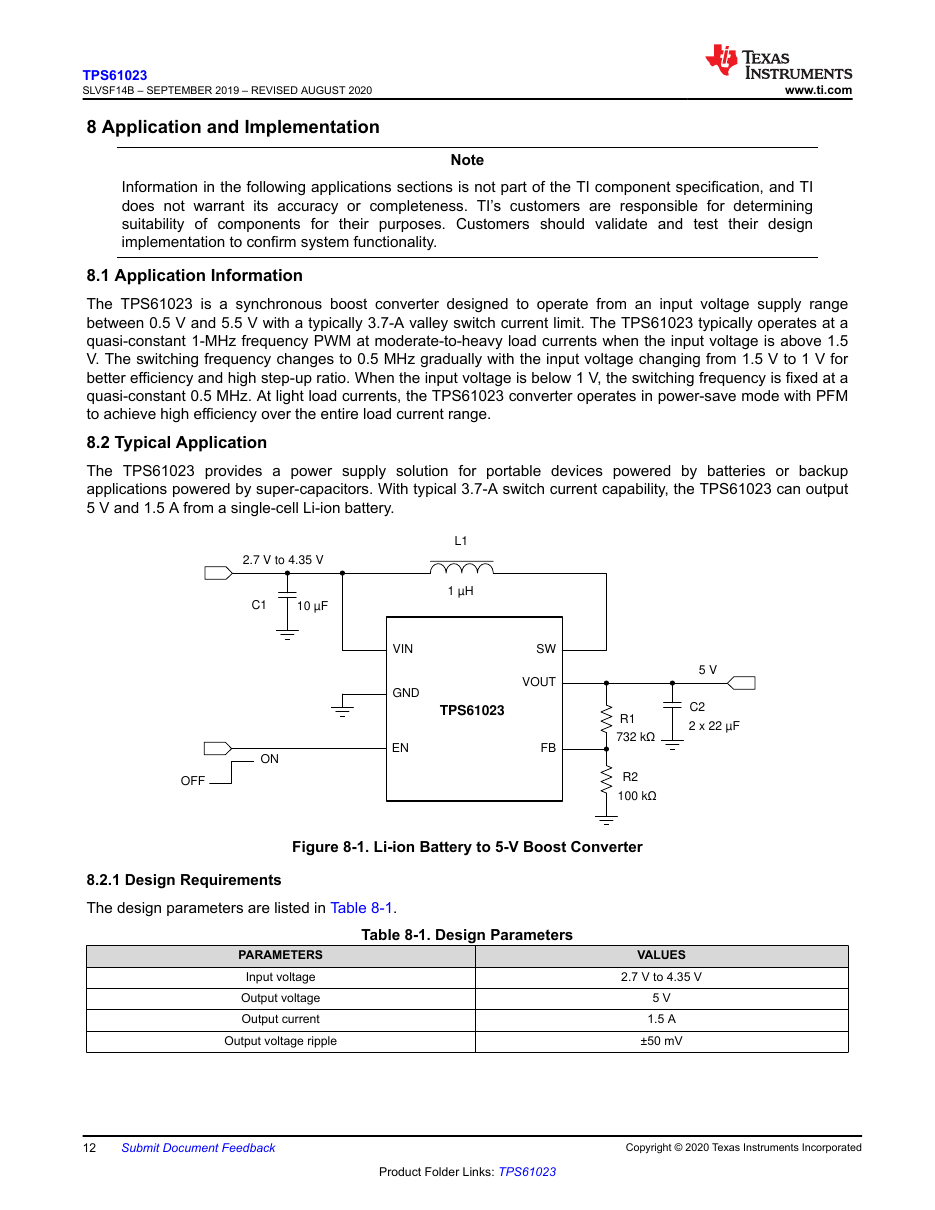 TPS61023
SLVSF14B – SEPTEMBER 2019 – REVISED AUGUST 2020
TEXAS
INSTRUMENTS
www.ti.com
8 Application and Implementation
Note
Information in the following applications sections is not part of the TI component specification, and TI
does not warrant its accuracy or completeness. TI's customers are responsible for determining
suitability of components for their purposes. Customers should validate and test their design
implementation to confirm system functionality.
8.1 Application Information
The TPS61023 is a synchronous boost converter designed to operate from an input voltage supply range
between 0.5 V and 5.5 V with a typically 3.7-A valley switch current limit. The TPS61023 typically operates at a
quasi-constant 1-MHz frequency PWM at moderate-to-heavy load currents when the input voltage is above 1.5
V. The switching frequency changes to 0.5 MHz gradually with the input voltage changing from 1.5 V to 1 V for
better efficiency and high step-up ratio. When the input voltage is below 1 V, the switching frequency is fixed at a
quasi-constant 0.5 MHz. At light load currents, the TPS61023 converter operates in power-save mode with PFM
to achieve high efficiency over the entire load current range.
8.2 Typical Application
The TPS61023 provides a power supply solution for portable devices powered by batteries or backup
applications powered by super-capacitors. With typical 3.7-A switch current capability, the TPS61023 can output
5 V and 1.5 A from a single-cell Li-ion battery.
L1
2.7 V to 4.35 V
1 µH
C1
10 µF
VIN
SW
VOUT
5 V
GND
TPS61023
C2
2 x 22 µF
R1
732 kΩ
EN
FB
ON
OFF
R2
100 kΩ
Figure 8-1. Li-ion Battery to 5-V Boost Converter
8.2.1 Design Requirements
The design parameters are listed in Table 8-1.
Table 8-1. Design Parameters
PARAMETERS VALUES
Input voltage 2.7 V to 4.35 V
Output voltage 5 V
Output current 1.5 A
Output voltage ripple ±50 mV
12 Submit Document Feedback Copyright © 2020 Texas Instruments Incorporated
Product Folder Links: TPS61023